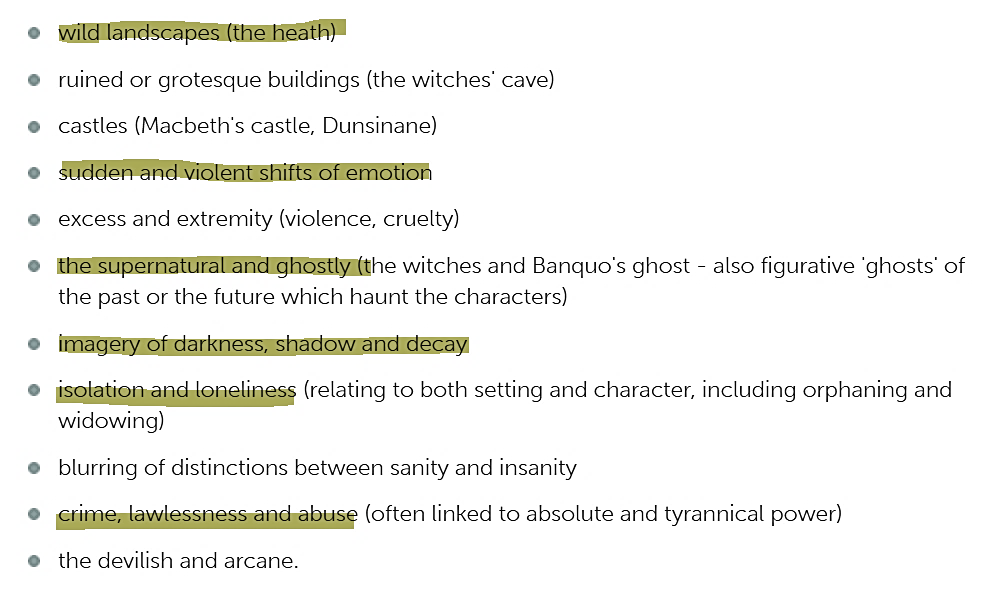 wild landscapes (the heath)
ruined or grotesque buildings (the witches' cave)
castles (Macbeth's castle, Dunsinane)
sudden and violent shifts of emotion
excess and extremity (violence, cruelty)
the supernatural and ghostly (the witches and Banquo's ghost - also figurative 'ghosts' of
the past or the future which haunt the characters)
imagery of darkness, shadow and decay
isolation and loneliness (relating to both setting and character, including orphaning and
widowing)
blurring of distinctions between sanity and insanity
crime, lawlessness and abuse (often linked to absolute and tyrannical power)
the devilish and arcane.